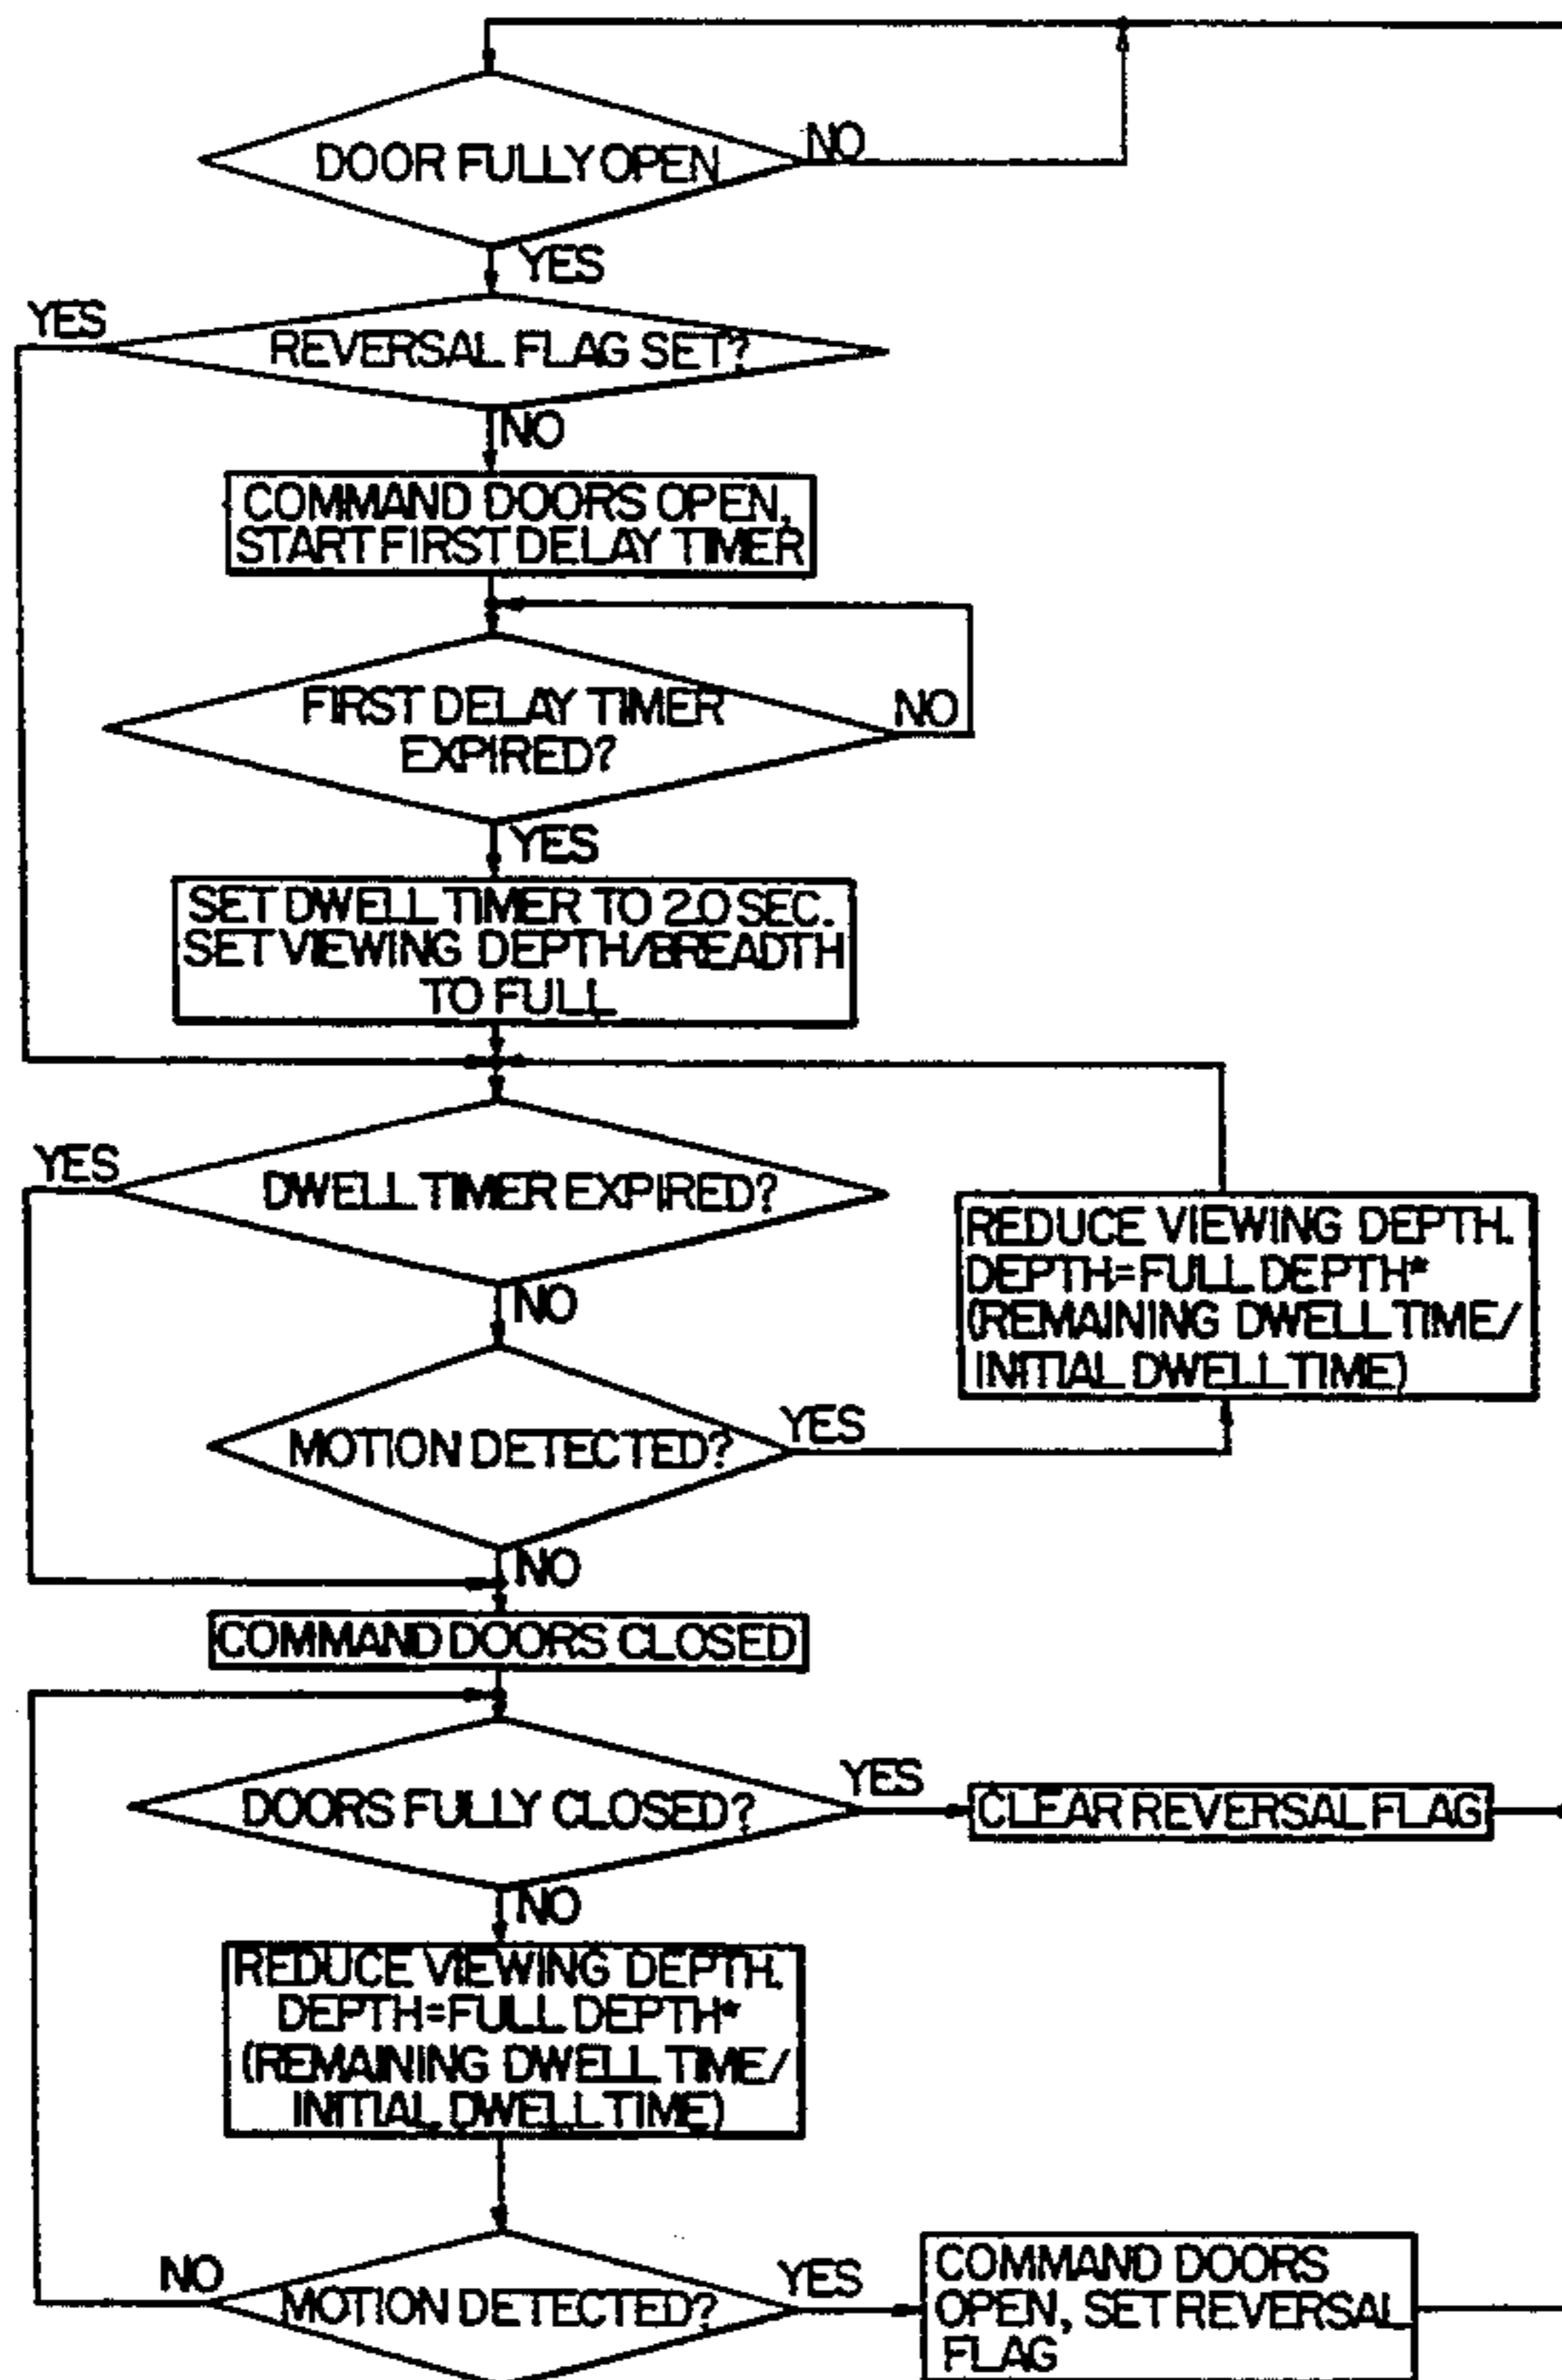 DOOR FULLY OPEN
NO
YES
YES
REVERSAL FLAG SET?
NO
COMMAND DOORS OPEN,
START FIRST DELAY TIMER
FIRST DELAY TIMER
EXPIRED?
NO
YES
SET DWELL TIMER TO 2.0 SEC.
SET VIEWING DEPTH/BREADTH
TO FULL
YES
DWELL TIMER EXPIRED?
NO
REDUCE VIEWING DEPTH.
DEPTH=FULL DEPTH*
(REMAINING DWELL TIME/
INITIAL DWELL TIME)
MOTION DETECTED?
YES
NO
COMMAND DOORS CLOSED
DOORS FULLY CLOSED?
YES
CLEAR REVERSAL FLAG
NO
REDUCE VIEWING DEPTH.
DEPTH=FULL DEPTH*
(REMAINING DWELL TIME/
INITIAL DWELL TIME)
NO
MOTION DETECTED?
YES
COMMAND DOORS
OPEN, SET REVERSAL
FLAG